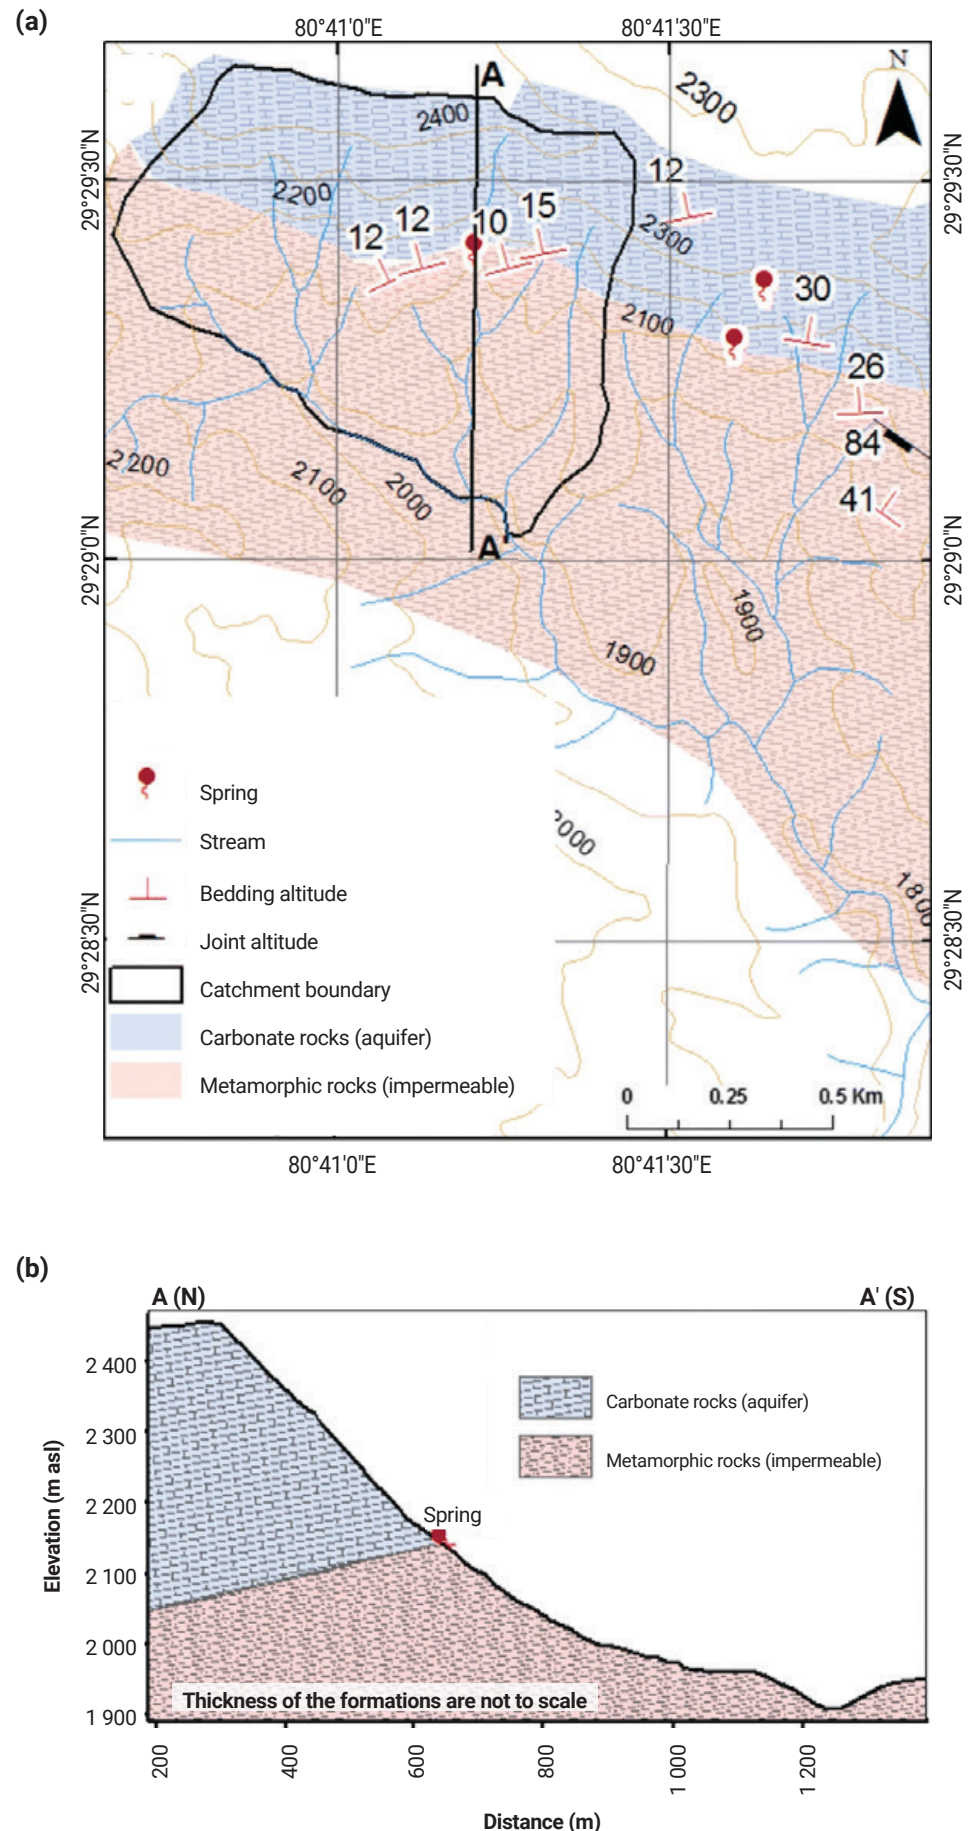 (a)
80°41'0"E 80°41'30"E
A
N
2300
2400
29°29'30"N 29°29'30"N
12
2200
15
12 10
12
2300
30
2100
26
84
2200
2100
2000
41
A'
29°29'0"N 29°29'0"N
1900
1900
Spring
Stream
2000
Bedding altitude
1800
Joint altitude
29°28'30"N 29°28'30"N
Catchment boundary
Carbonate rocks (aquifer)
Metamorphic rocks (impermeable)
0 0.25 0.5 Km
80°41'0"E 80°41'30"E
(b)
A (N) A' (S)
2 400
2 300
2 200
2 100
2 000
1 900
Elevation (m asl)
Carbonate rocks (aquifer)
Metamorphic rocks (impermeable)
Spring
Thickness of the formations are not to scale
200 400 600 800 1 000 1 200
Distance (m)